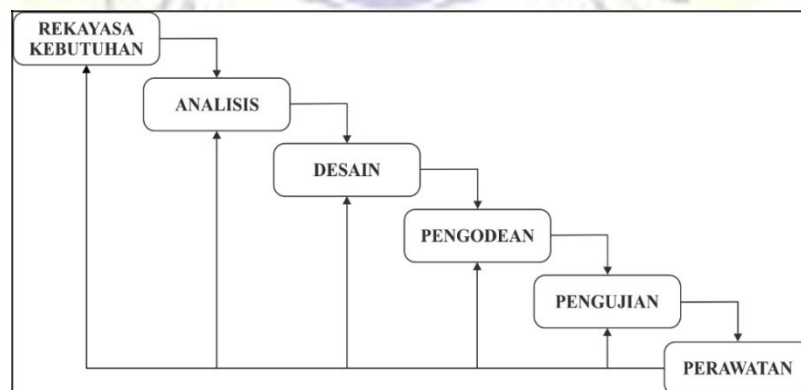 REKAYASA
KEBUTUHAN
ANALISIS
DESAIN
PENGODEAN
PENGUJIAN
PERAWATAN